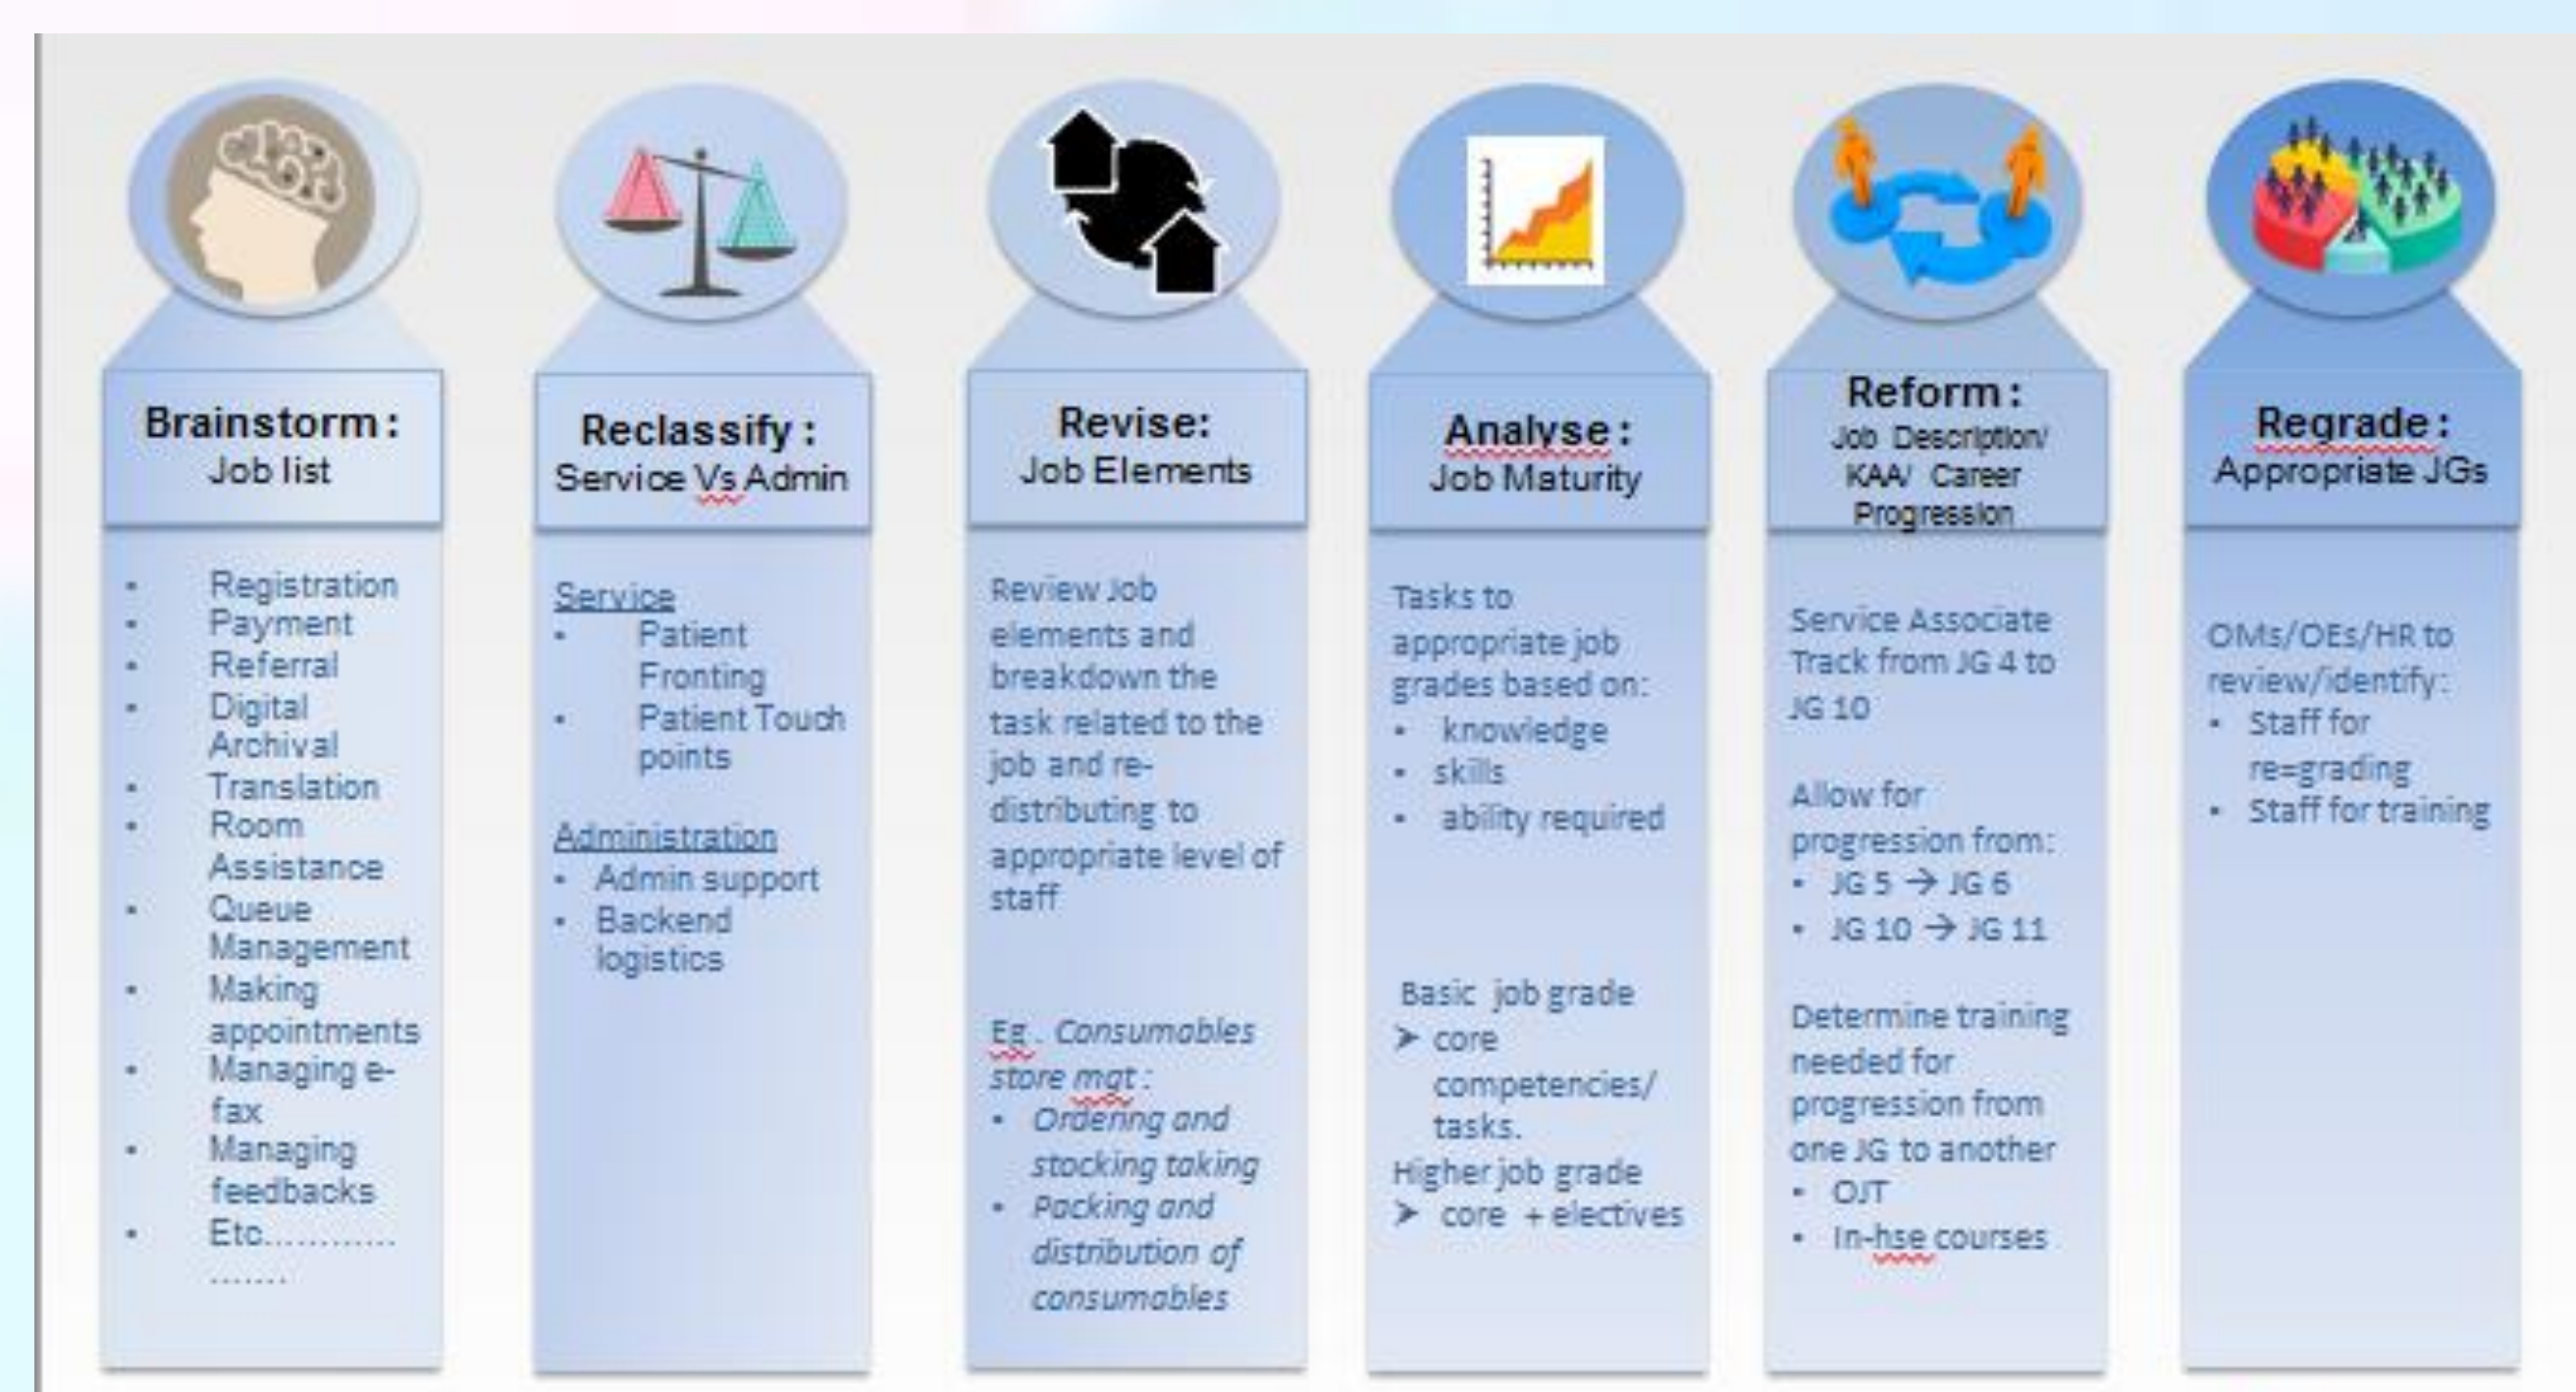 Brainstorm :
Job list
• Registration
• Payment
• Referral
• Digital
Archival
• Translation
• Room
Assistance
• Queue
Management
• Making
appointments
• Managing e-
fax
• Managing
feedbacks
• Etc............
.......
Reclassify :
Service Vs Admin
Service
• Patient
Fronting
• Patient Touch
points
Administration
• Admin support
• Backend
logistics
Revise:
Job Elements
Review Job
elements and
breakdown the
task related to the
job and re-
distributing to
appropriate level of
staff
Eg . Consumables
store mgt :
• Ordering and
stocking taking
• Packing and
distribution of
consumables
Analyse :
Job Maturity
Tasks to
appropriate job
grades based on:
• knowledge
• skills
• ability required
Basic job grade
➢ core
competencies/
tasks.
Higher job grade
➢ core + electives
Reform :
Job Description/
KAA/ Career
Progression
Service Associate
Track from JG 4 to
JG 10
Allow for
progression from:
• JG 5 → JG 6
• JG 10 → JG 11
Determine training
needed for
progression from
one JG to another
• OJT
• In-hse courses
Regrade :
Appropriate JGs
OMs/OEs/HR to
review/identify:
• Staff for
re=grading
• Staff for training